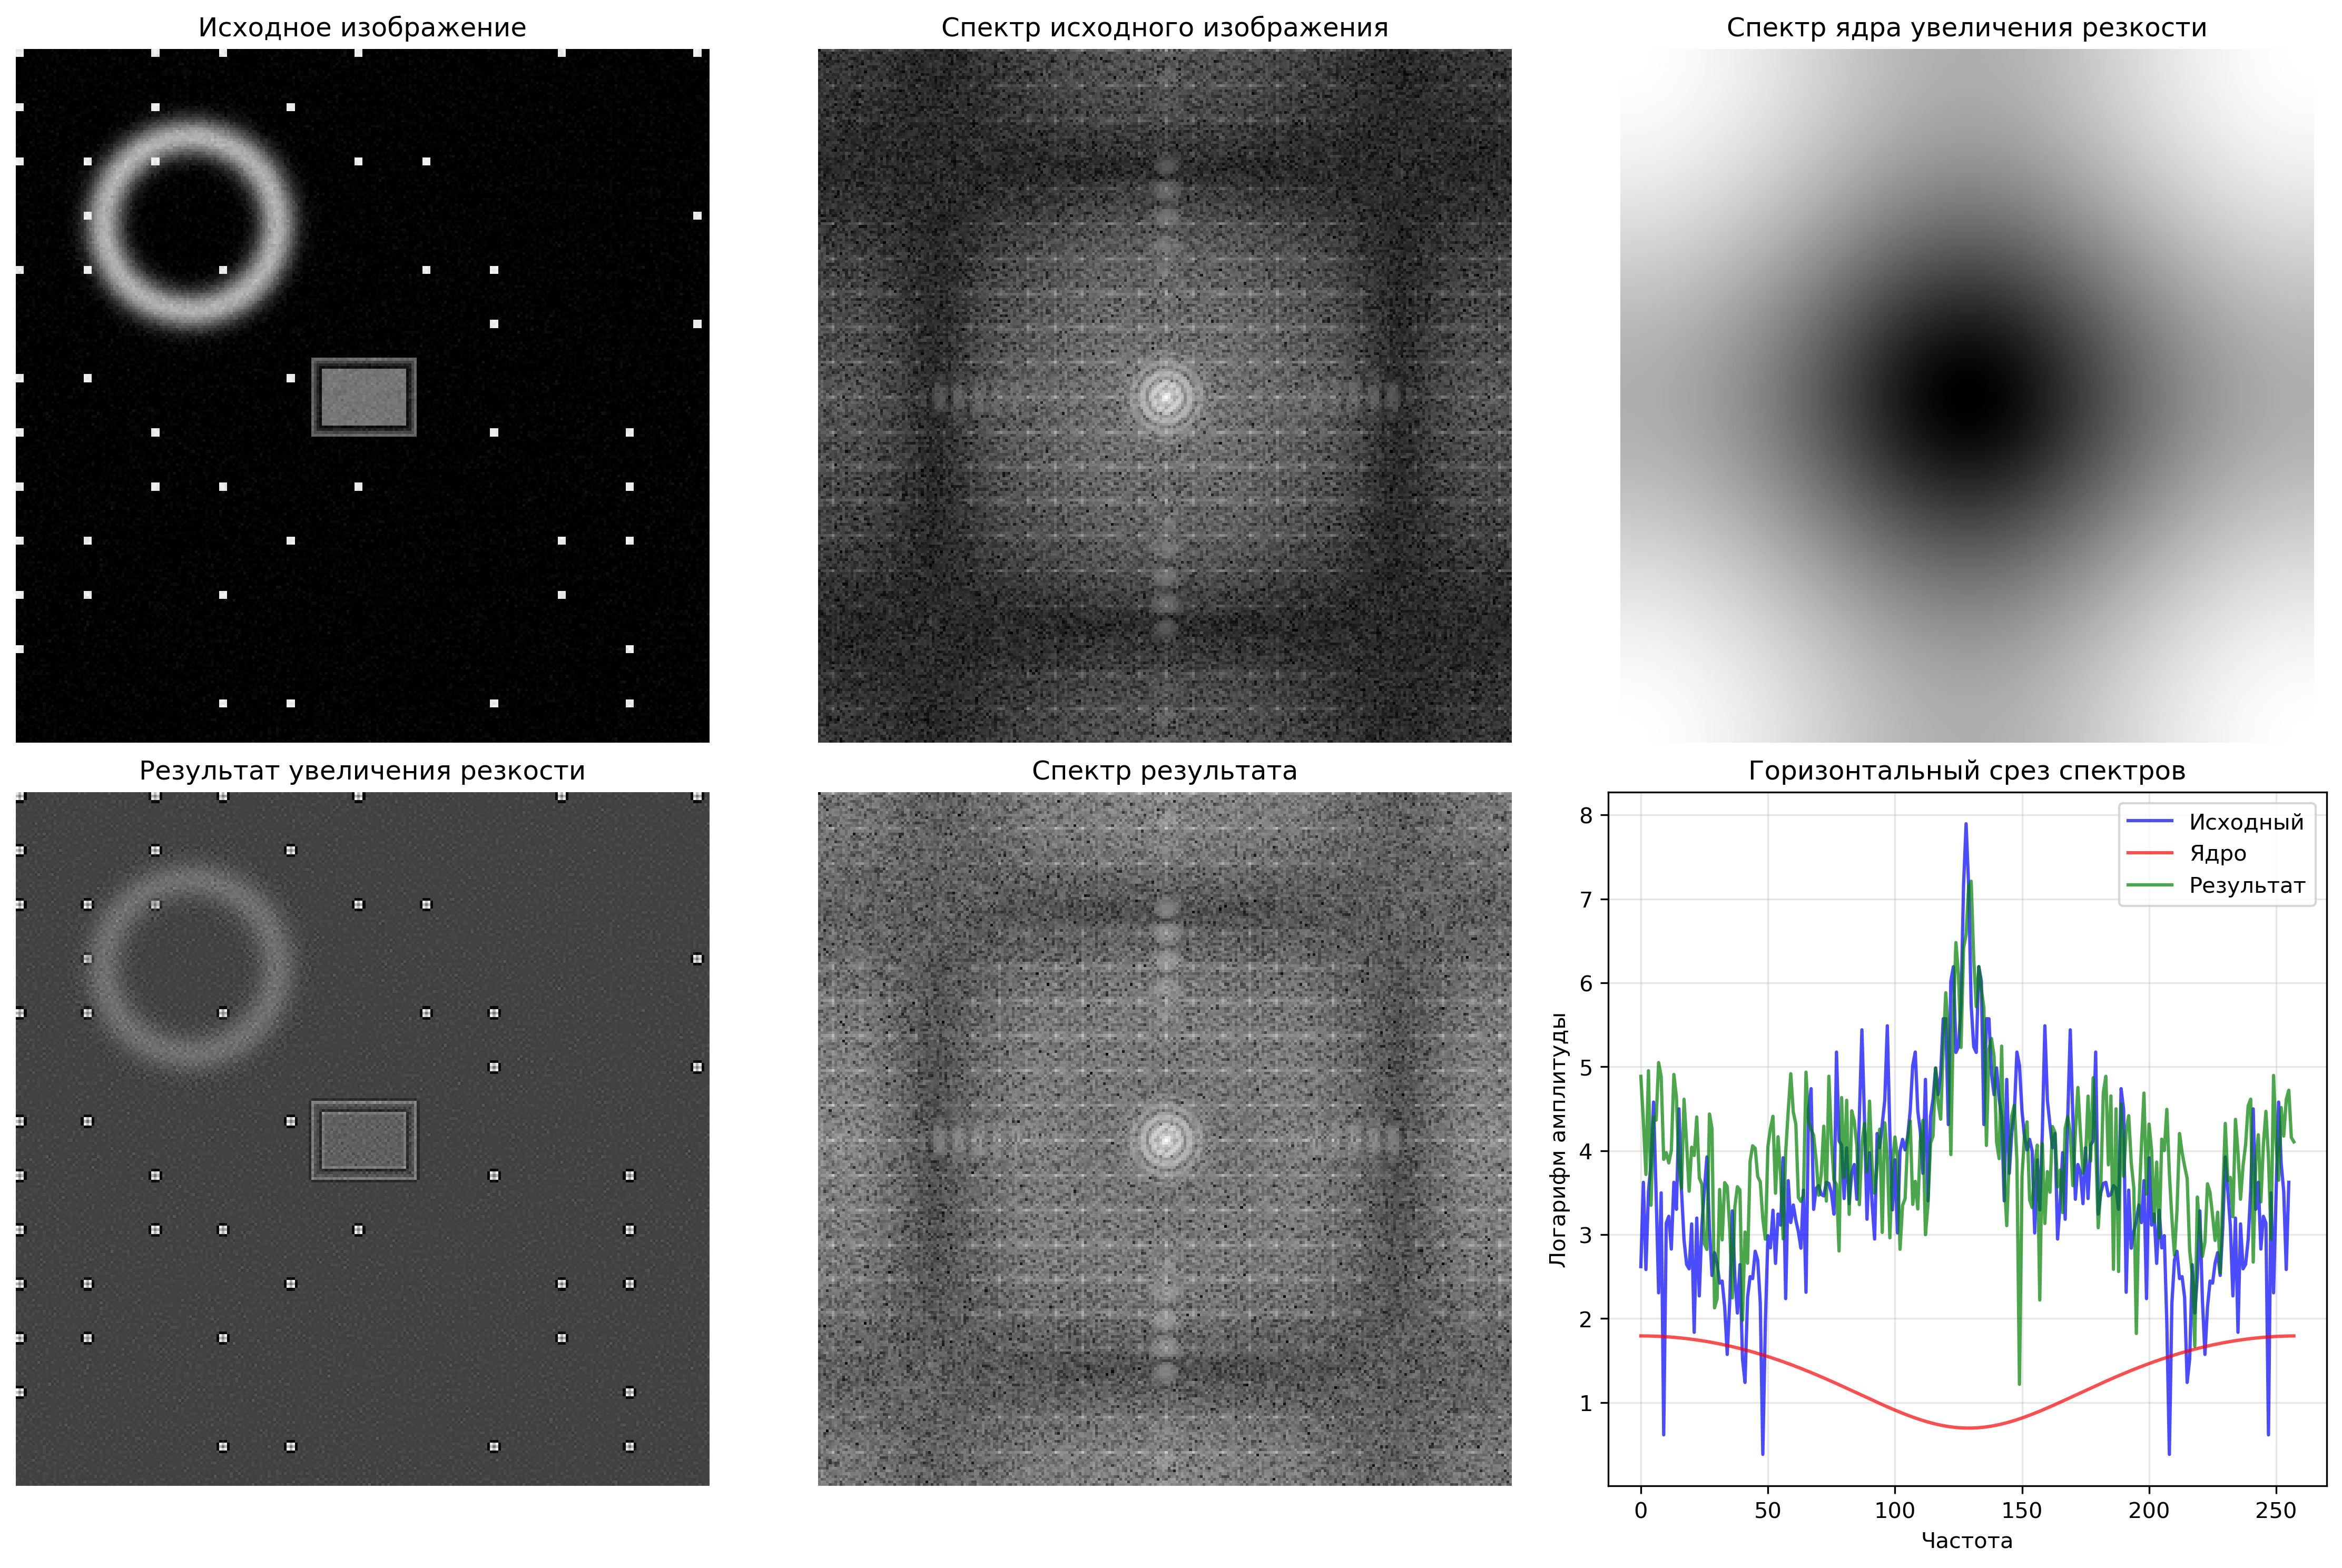 Исходное изображение
Спектр исходного изображения
Спектр ядра увеличения резкости
Результат увеличения резкости
Спектр результата
Горизонтальный срез спектров
Исходный
Ядро
Результат
Логарифм амплитуды
8
7
6
5
4
3
2
1
0 50 100 150 200 250
Частота